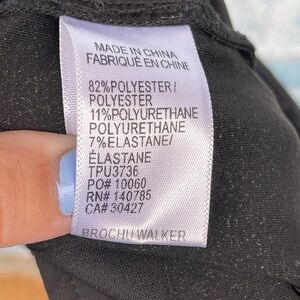 MADE IN CHINA
FABRIQUÉ EN CHINE
82%POLYESTER/
POLYESTER
11%POLYURETHANE
POLYURETHANE
7%ELASTANE/
ÉLASTANE
TPU3736
PO# 10060
RN# 140785
CA# 30427
BROCHU WALKER